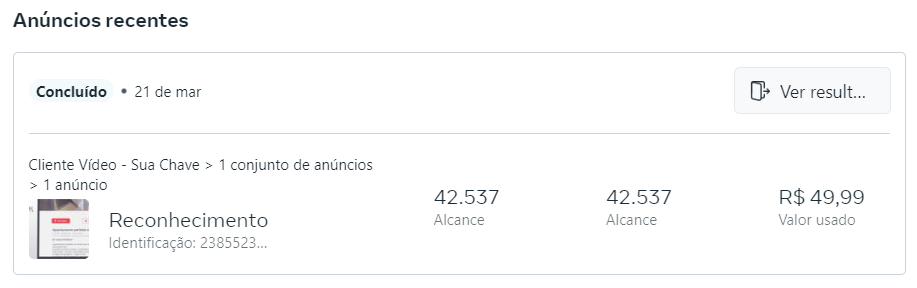 Anúncios recentes
Concluído • 21 de mar
Ver result...
Cliente Vídeo - Sua Chave > 1 conjunto de anúncios
> 1 anúncio
Reconhecimento
Identificação: 2385523...
42.537
Alcance
42.537
Alcance
R$ 49,99
Valor usado